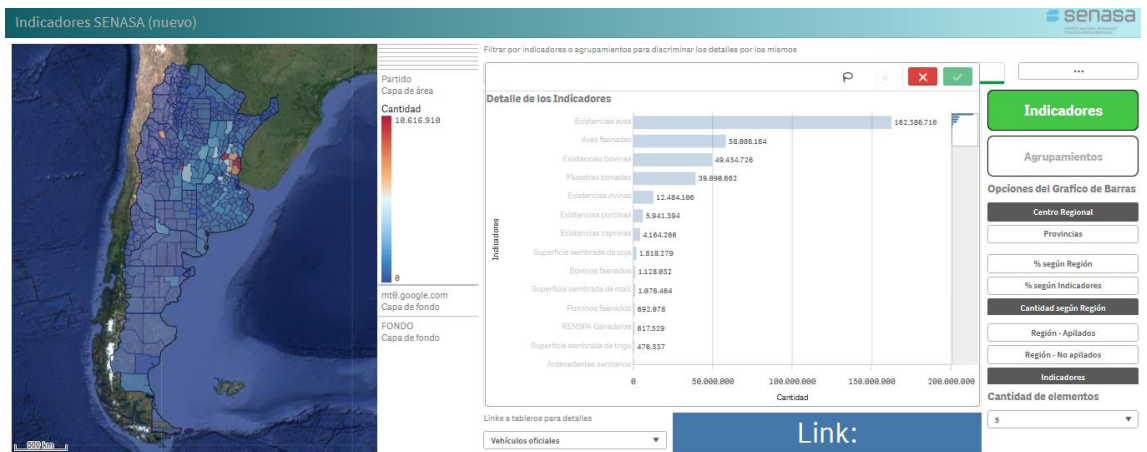 Indicadores SENASA (nuevo)
senasa
Filtrar por indicadores o agrupamientos para discriminar los detalles por los mismos
Partido
Capa de área
Cantidad
10.616.910
0
mt0.google.com
Capa de fondo
FONDO
Capa de fondo
500 km
Detalle de los Indicadores
Indicadores
Existencias aves
162.386.716
Aves faenadas
58.086.164
Existencias bovinas
49.434.726
Muestras tomadas
39.090.662
Existencias ovinas
12.484.106
Existencias porcinas
5.941.394
Existencias caprinas
4.164.266
Superficie sembrada de soja
1.818.279
Bovinos faenados
1.128.032
Superficie sembrada de maíz
1.076.464
Porcinos faenados
692.078
RENSPA Ganaderos
617.529
Superficie sembrada de trigo
476.337
Antecedentes sanitarios
0
50.000.000
100.000.000
150.000.000
200.000.000
Cantidad
Links a tableros para detalles
Vehículos oficiales
Link:
...
Indicadores
Agrupamientos
Opciones del Grafico de Barras
Centro Regional
Provincias
% según Región
% según Indicadores
Cantidad según Región
Región - Apilados
Región - No apilados
Indicadores
Cantidad de elementos
5